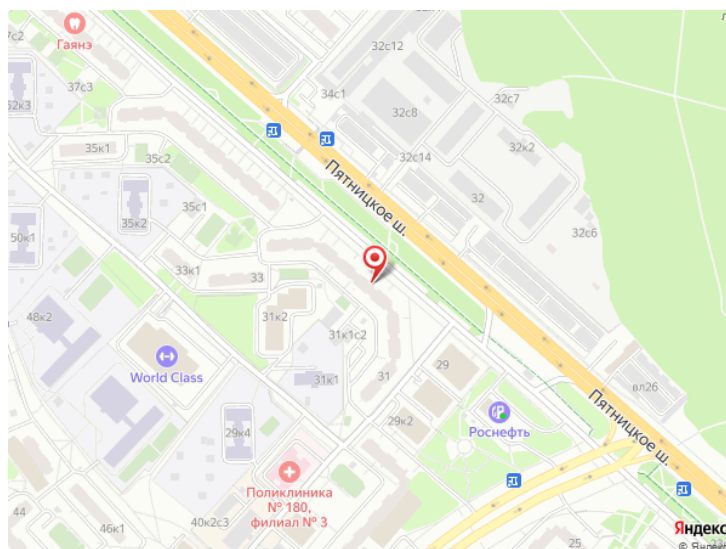 Гаянэ
37с3
32с12
32с7
34с1
32с8
32к2
32с14
35к1
35с2
Пятницкое ш.
32
35с1
35к2
32с6
50к1
33к1
33
31к2
48к2
31к1с2
World Class
29
вл26
31к1
31
Пятницкое ш.
29к2
Роснефть
29к4
Поликлиника
№ 180,
филиал № 3
44
46к1
40к2с3
25
Яндекс